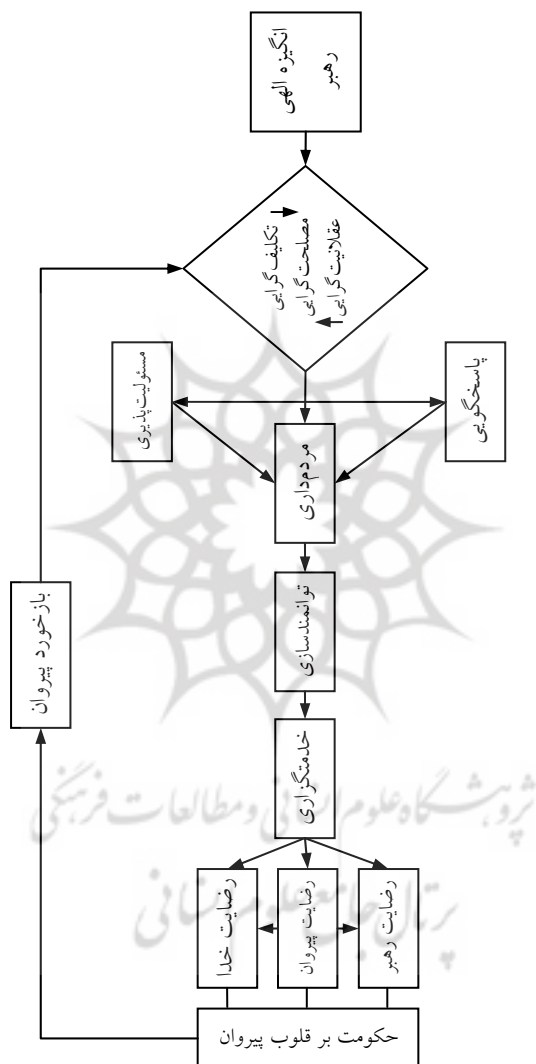 رهبر
انگیزه الهی
عقلانیت‌گرایی
مصلحت‌گرایی
تکلیف‌گرایی
پاسخگویی
مسئولیت‌پذیری
مردم‌داری
توانمندسازی
بازخورد پیروان
خدمتگزاری
رضایت رهبر
رضایت پیروان
رضایت خدا
حکومت بر قلوب پیروان
پژوهشگاه علوم انسانی و مطالعات فرهنگی
پرتال جامع علوم انسانی